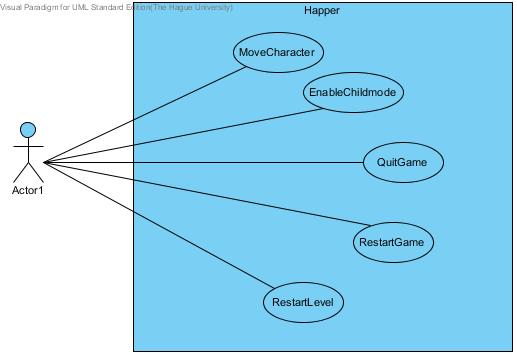 Visual Paradigm for UML Standard Edition(The Hague University)
Happer
MoveCharacter
EnableChildmode
QuitGame
Actor1
RestartGame
RestartLevel